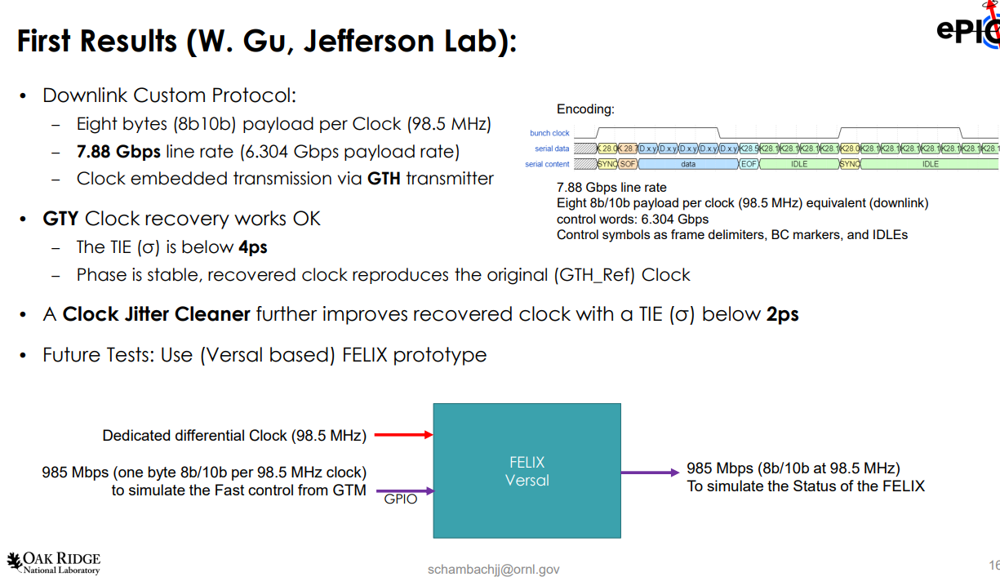 ePIC
First Results (W. Gu, Jefferson Lab):
• Downlink Custom Protocol:
– Eight bytes (8b10b) payload per Clock (98.5 MHz)
– 7.88 Gbps line rate (6.304 Gbps payload rate)
– Clock embedded transmission via GTH transmitter
• GTY Clock recovery works OK
– The TIE (σ) is below 4ps
– Phase is stable, recovered clock reproduces the original (GTH_Ref) Clock
• A Clock Jitter Cleaner further improves recovered clock with a TIE (σ) below 2ps
• Future Tests: Use (Versal based) FELIX prototype
Encoding:
bunch clock
serial data K.28.0 K.28.7 D x y D x y D x y D x y D x y K28.5 K28.1 K28.1 K28.1 K28.1 K28.0 K28.1 K28.1 K28.1 K28.1 K28.1 K28.1 K28.1
serial content SYNC SOF data EOF IDLE SYNC IDLE
7.88 Gbps line rate
Eight 8b/10b payload per clock (98.5 MHz) equivalent (downlink)
control words: 6.304 Gbps
Control symbols as frame delimiters, BC markers, and IDLEs
Dedicated differential Clock (98.5 MHz)
985 Mbps (one byte 8b/10b per 98.5 MHz clock)
to simulate the Fast control from GTM
GPIO
FELIX
Versal
985 Mbps (8b/10b at 98.5 MHz)
To simulate the Status of the FELIX
OAK RIDGE
National Laboratory
schambachjj@ornl.gov
16